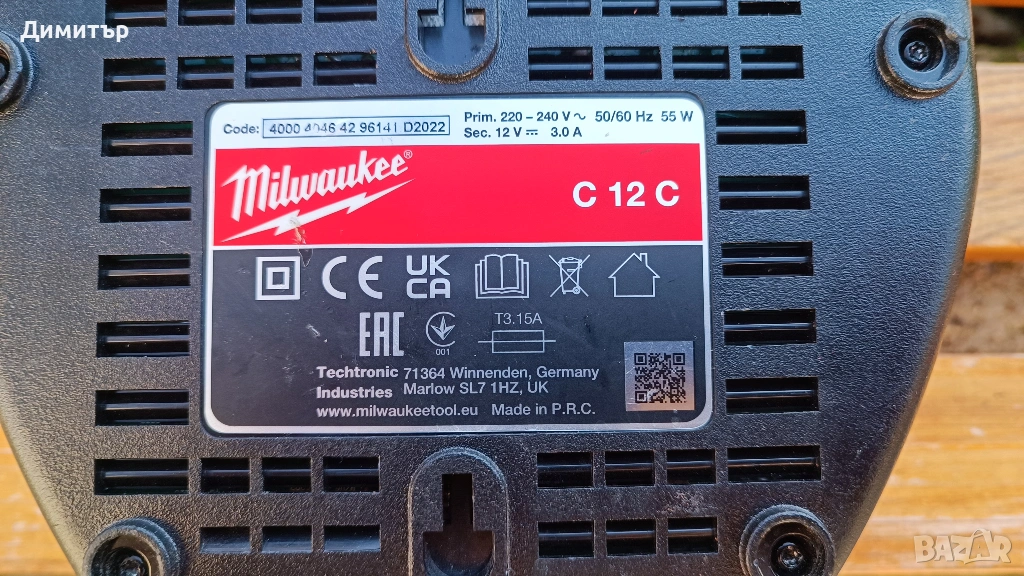 Димитър
Code: 4000 4046 42 96141 D2022
Prim. 220 – 240 V ~ 50/60 Hz 55 W
Sec. 12 V ⎓ 3.0 A
Milwaukee®
C 12 C
CE
UK
CA
EAC
001
T3.15A
Techtronic 71364 Winnenden, Germany
Industries Marlow SL7 1HZ, UK
www.milwaukeetool.eu Made in P.R.C.
BAZAR